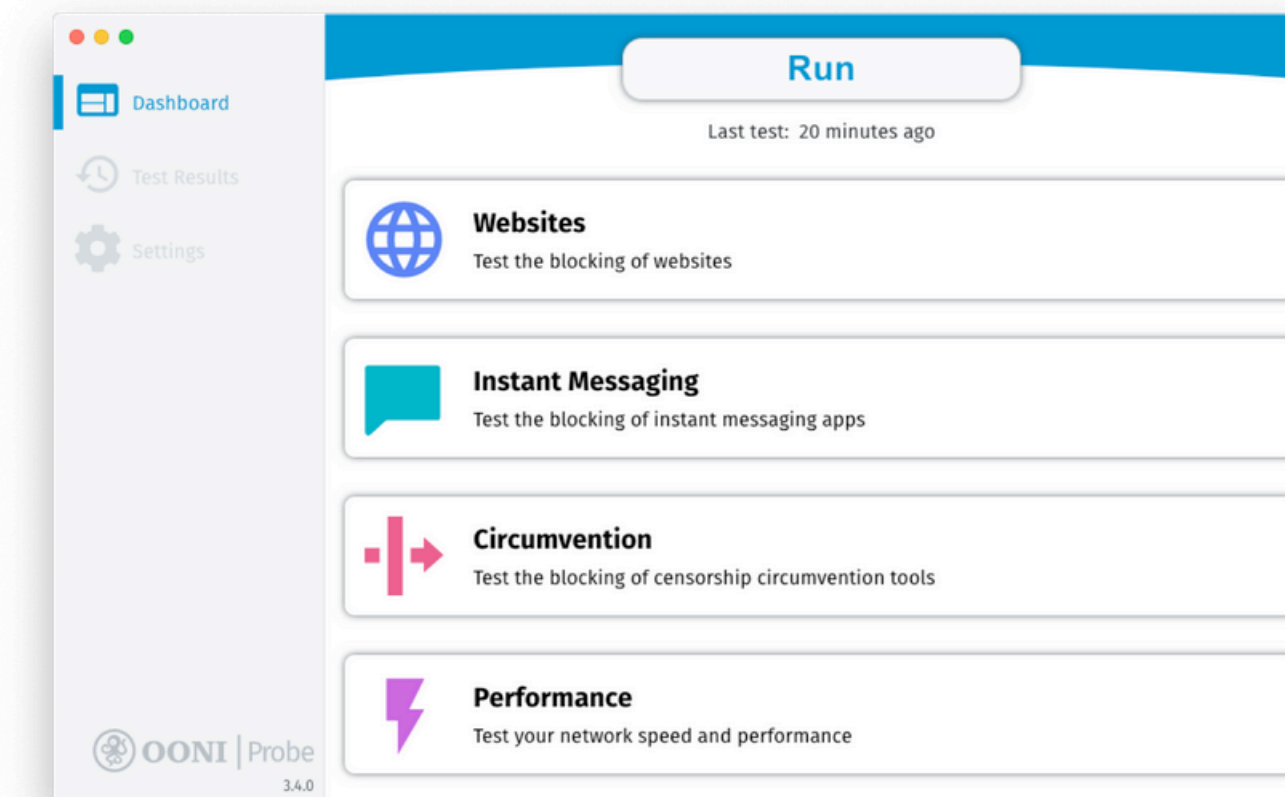 Dashboard
Test Results
Settings
OONI | Probe
3.4.0
Run
Last test: 20 minutes ago
Websites
Test the blocking of websites
Instant Messaging
Test the blocking of instant messaging apps
Circumvention
Test the blocking of censorship circumvention tools
Performance
Test your network speed and performance